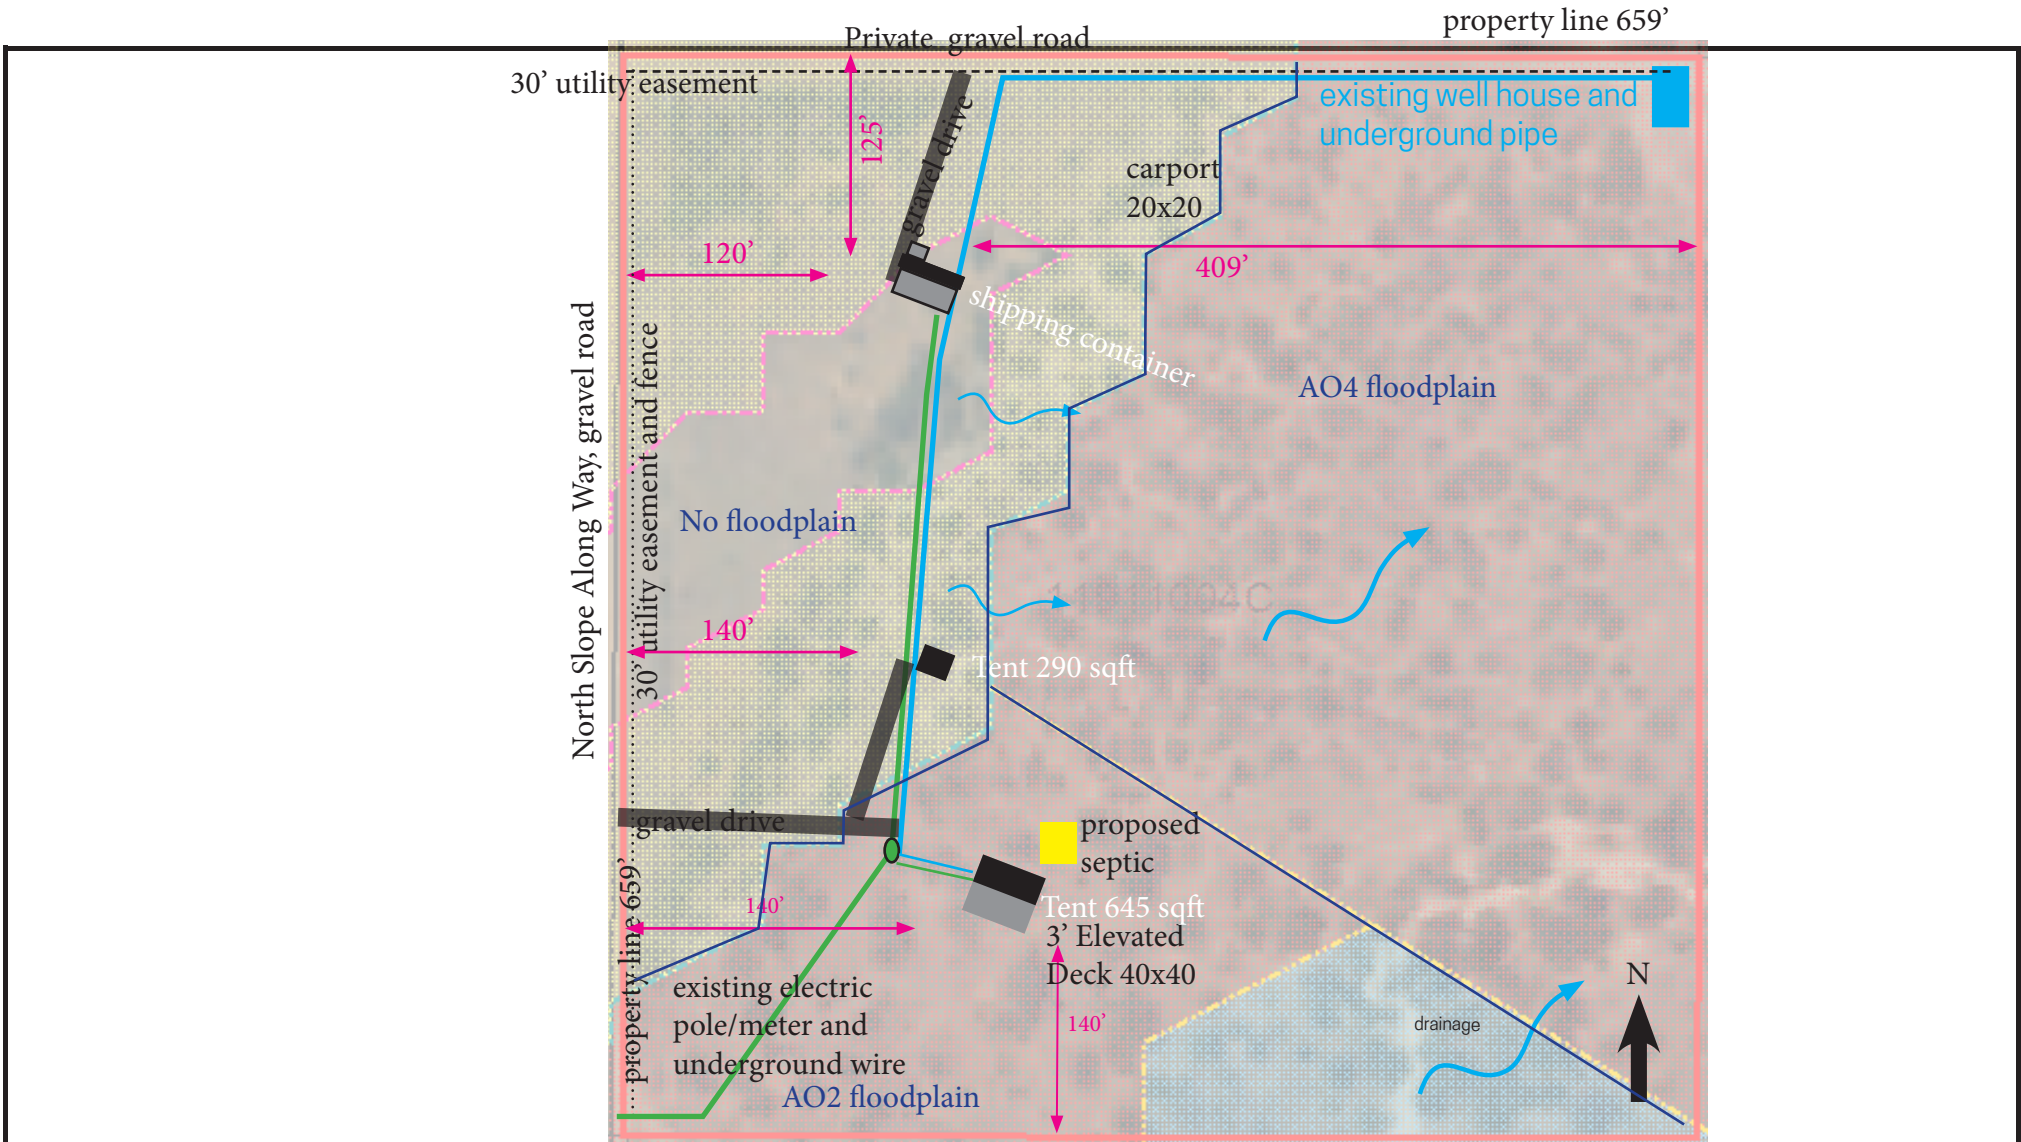 property line 659’
Private gravel road
30’ utility easement
existing well house and
underground pipe
125’
gravel drive
carport
20x20
120’
409’
shipping container
North Slope Along Way, gravel road
30’ utility easement and fence
AO4 floodplain
No floodplain
11004C
140’
Tent 290 sqft
gravel drive
proposed
septic
property line 659’
140’
Tent 645 sqft
3’ Elevated
Deck 40x40
N
existing electric
pole/meter and
underground wire
140’
drainage
AO2 floodplain